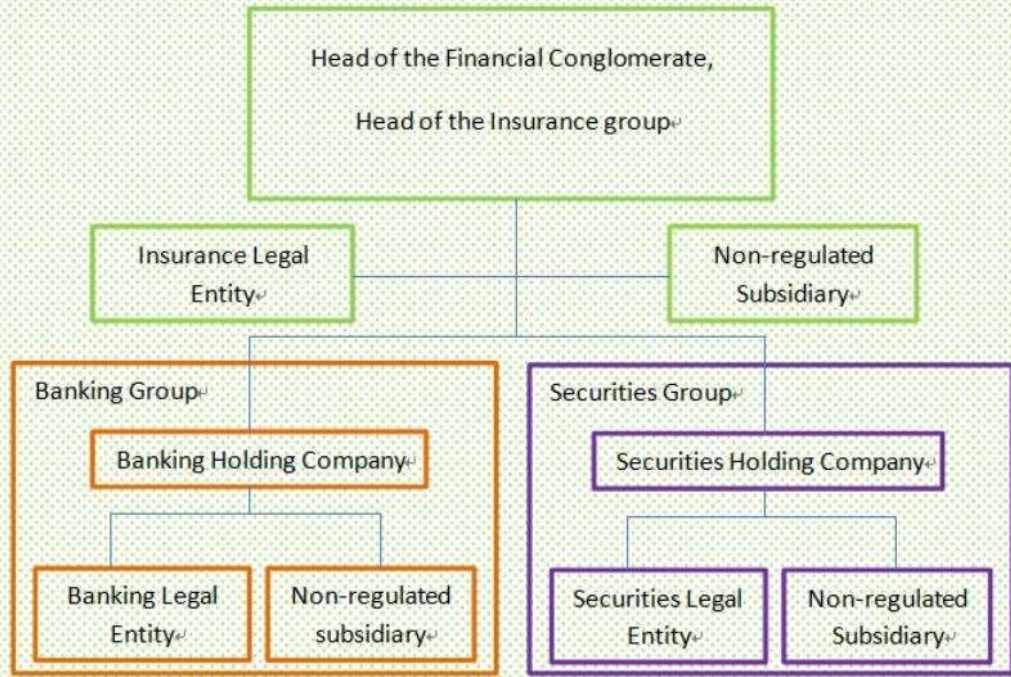 Head of the Financial Conglomerate,
Head of the Insurance group
Insurance Legal
Entity
Non-regulated
Subsidiary
Banking Group
Banking Holding Company
Banking Legal
Entity
Non-regulated
subsidiary
Securities Group
Securities Holding Company
Securities Legal
Entity
Non-regulated
Subsidiary